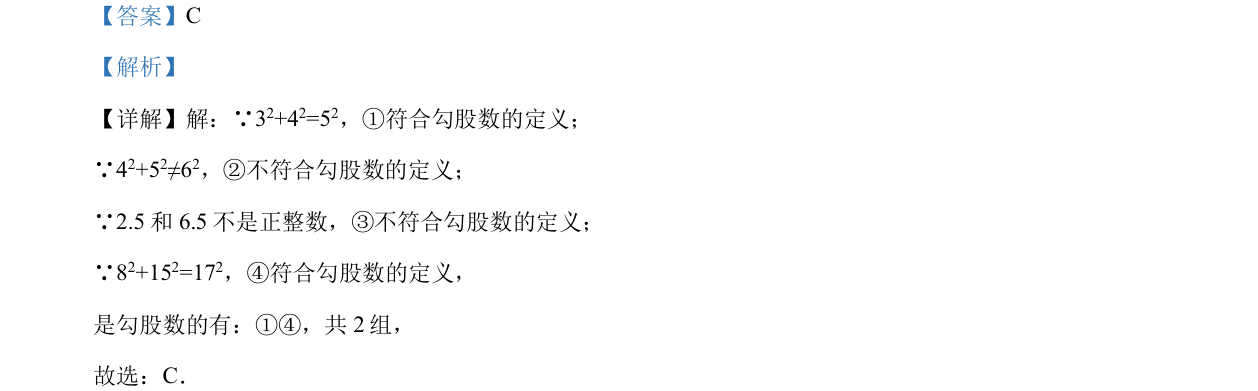 【答案】C
【解析】
【详解】解：∵3²+4²=5²，①符合勾股数的定义；
∵4²+5²≠6²，②不符合勾股数的定义；
∵2.5 和 6.5 不是正整数，③不符合勾股数的定义；
∵8²+15²=17²，④符合勾股数的定义，
是勾股数的有：①④，共 2 组，
故选：C．